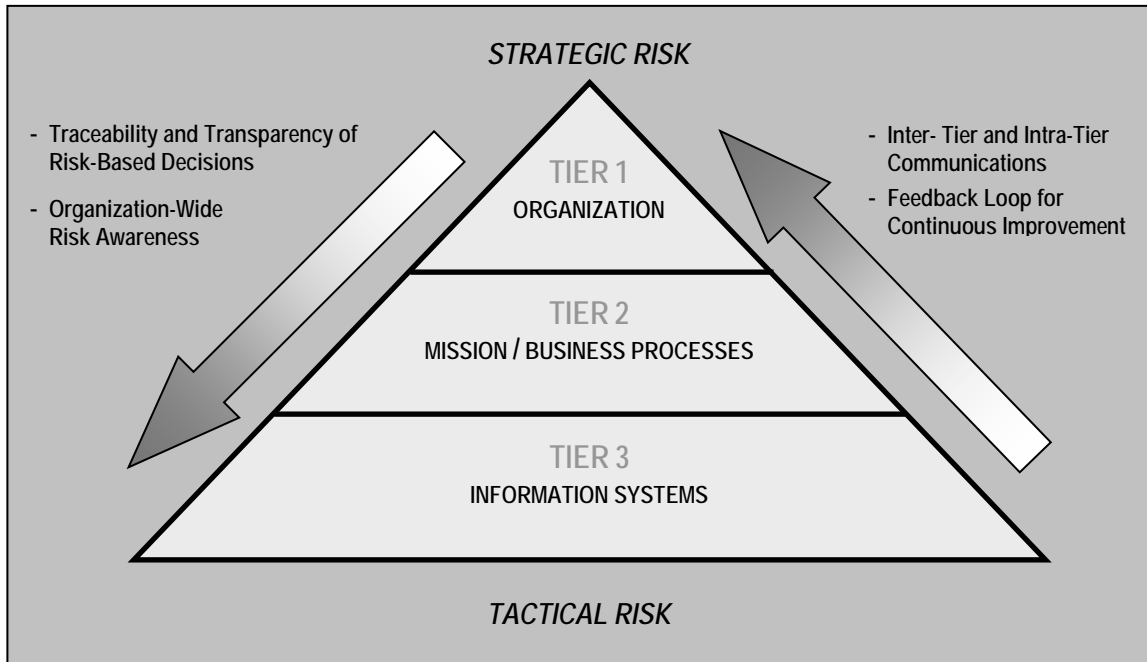 STRATEGIC RISK
- Traceability and Transparency of
Risk-Based Decisions
- Organization-Wide
Risk Awareness
- Inter- Tier and Intra-Tier
Communications
- Feedback Loop for
Continuous Improvement
TIER 1
ORGANIZATION
TIER 2
MISSION / BUSINESS PROCESSES
TIER 3
INFORMATION SYSTEMS
TACTICAL RISK